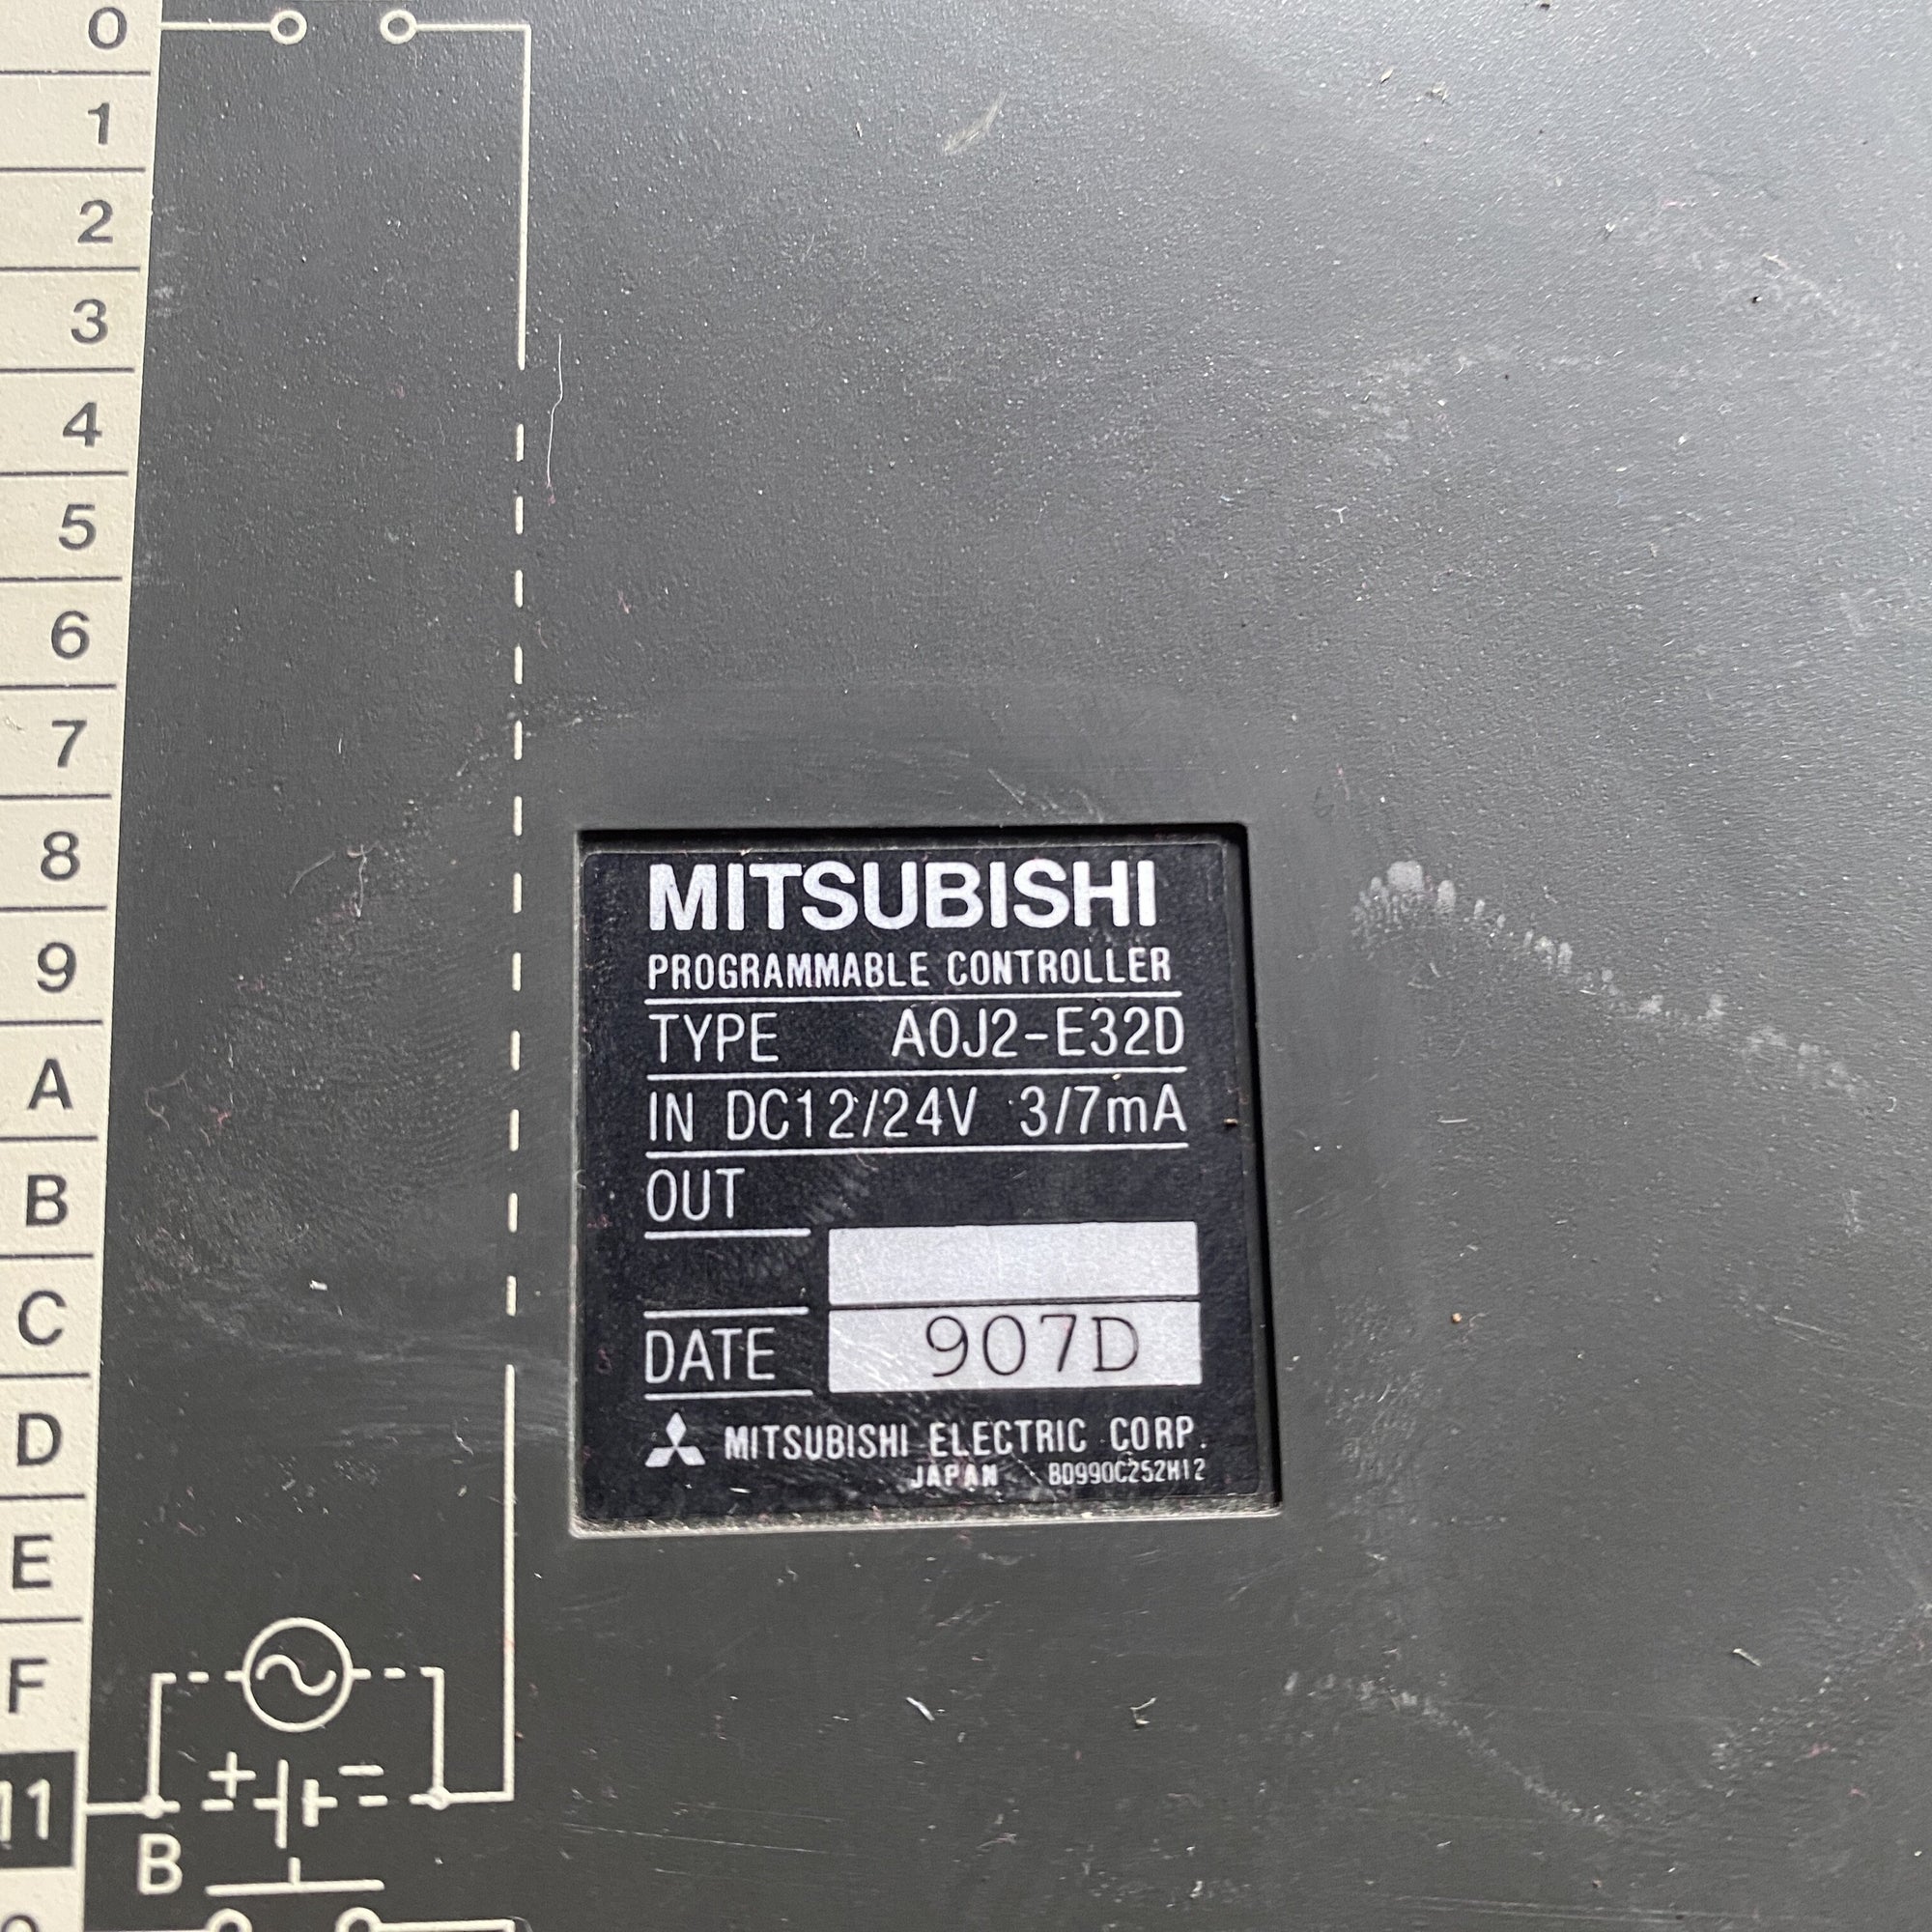 0
1
2
3
4
5
6
7
8
9
A
B
C
D
E
F
11
+ −
B
MITSUBISHI
PROGRAMMABLE CONTROLLER
TYPE A0J2-E32D
IN DC12/24V 3/7mA
OUT
DATE 907D
MITSUBISHI ELECTRIC CORP.
JAPAN BD990C252H12